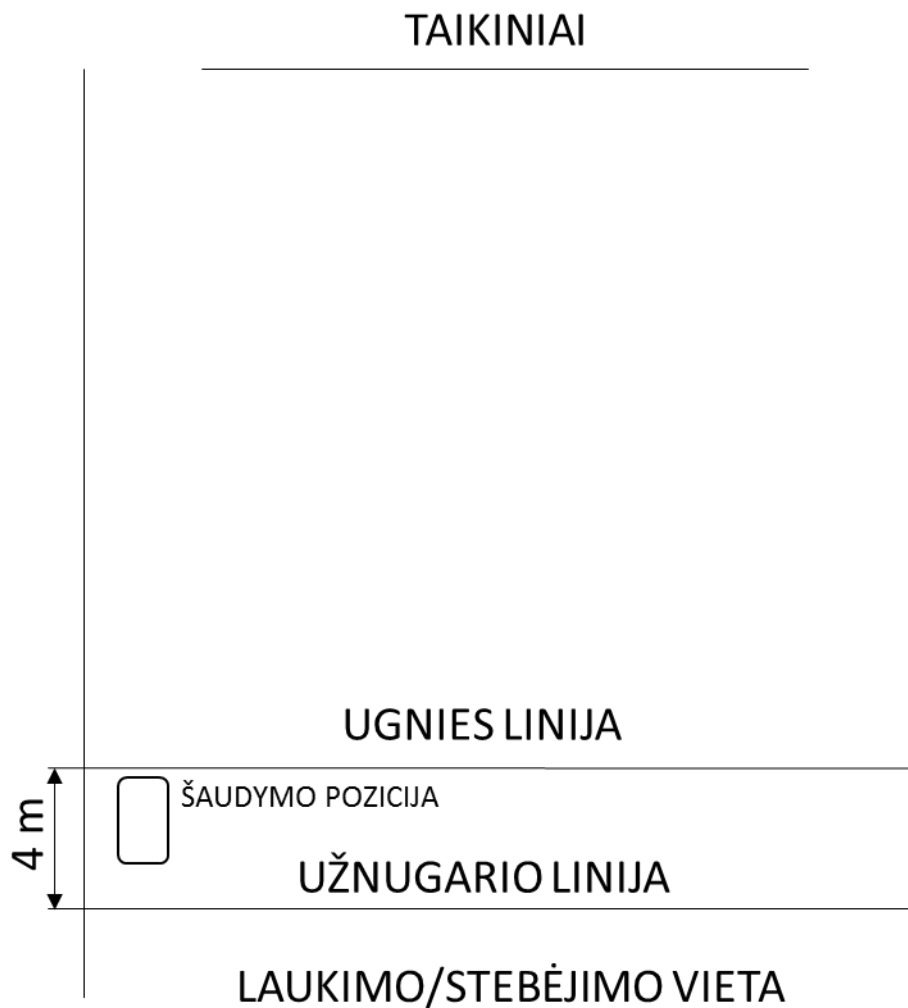 TAIKINIAI
UGNIES LINIJA
ŠAUDYMO POZICIJA
4 m
UŽNUGARIO LINIJA
LAUKIMO/STEBĖJIMO VIETA